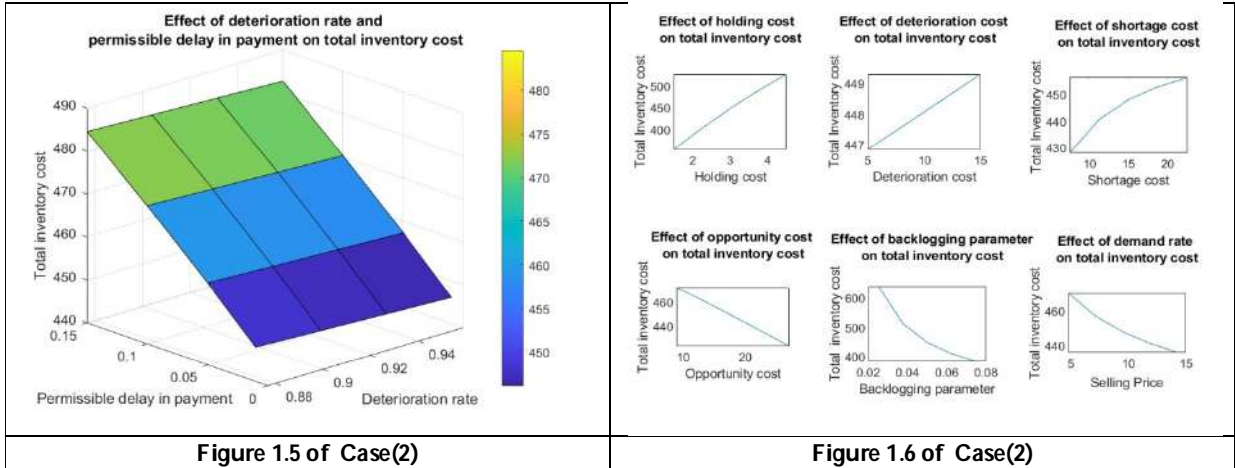 Effect of deterioration rate and
permissible delay in payment on total inventory cost
Total inventory cost
490
480
470
460
450
440
0.15
0.1
0.05
0
Permissible delay in payment
0.88
0.9
0.92
0.94
Deterioration rate
480
475
470
465
460
455
450
Figure 1.5 of Case(2)
Effect of holding cost
on total inventory cost
Total Inventory cost
500
450
400
2
3
4
Holding cost
Effect of deterioration cost
on total inventory cost
Total Inventory cost
449
448
447
5
10
15
Deterioration cost
Effect of shortage cost
on total inventory cost
Total Inventory cost
450
440
430
10
15
20
Shortage cost
Effect of opportunity cost
on total inventory cost
Total inventory cost
460
440
10
20
Opportunity cost
Effect of backlogging parameter
on total inventory cost
Total inventory cost
600
500
400
0.02
0.04
0.06
0.08
Backlogging parameter
Effect of demand rate
on total inventory cost
Total inventory cost
460
440
5
10
15
Selling Price
Figure 1.6 of Case(2)